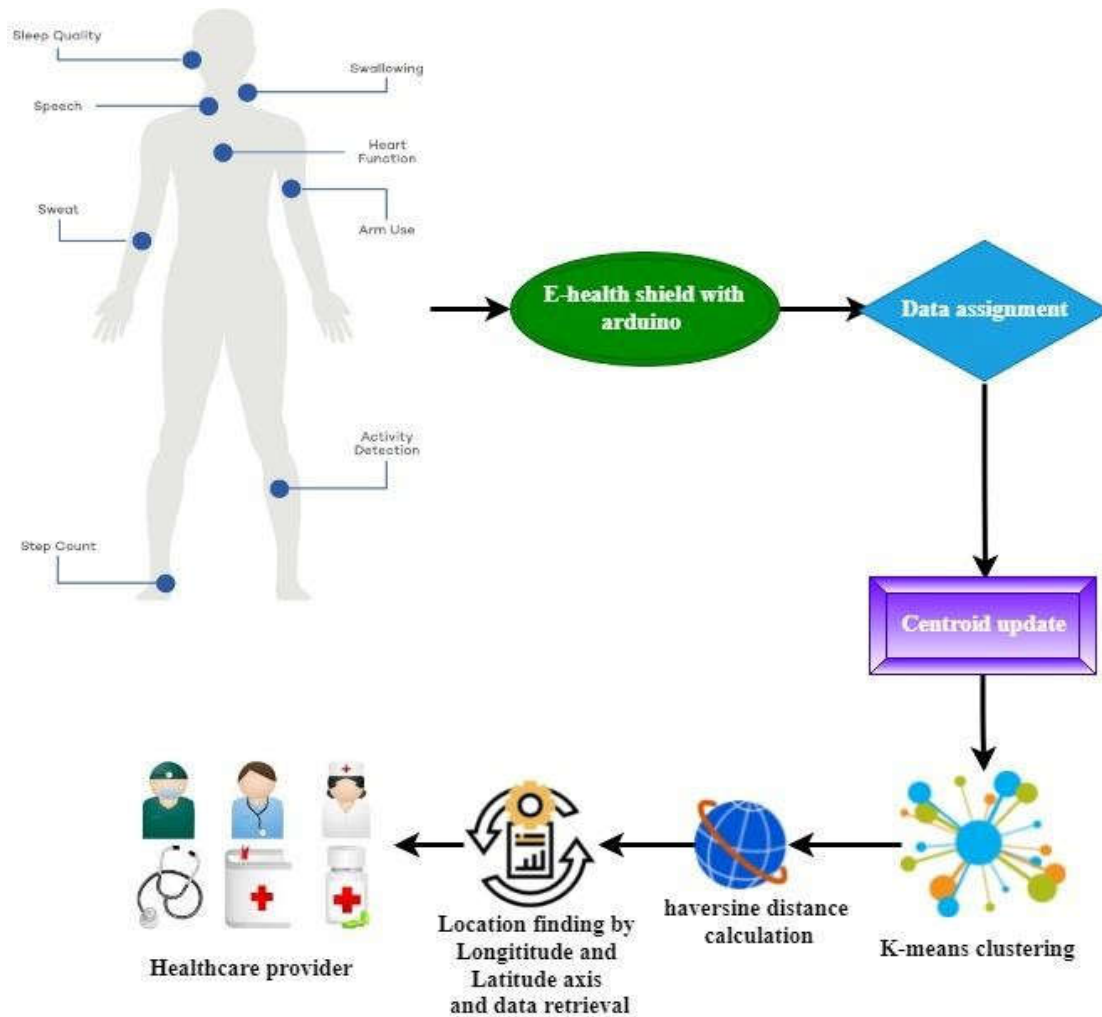 Sleep Quality
Swallowing
Speech
Heart
Function
Sweat
Arm Use
E-health shield with
arduino
Data assignment
Activity
Detection
Step Count
Centroid update
K-means clustering
haversine distance
calculation
Location finding by
Longititude and
Latitude axis
and data retrieval
Healthcare provider